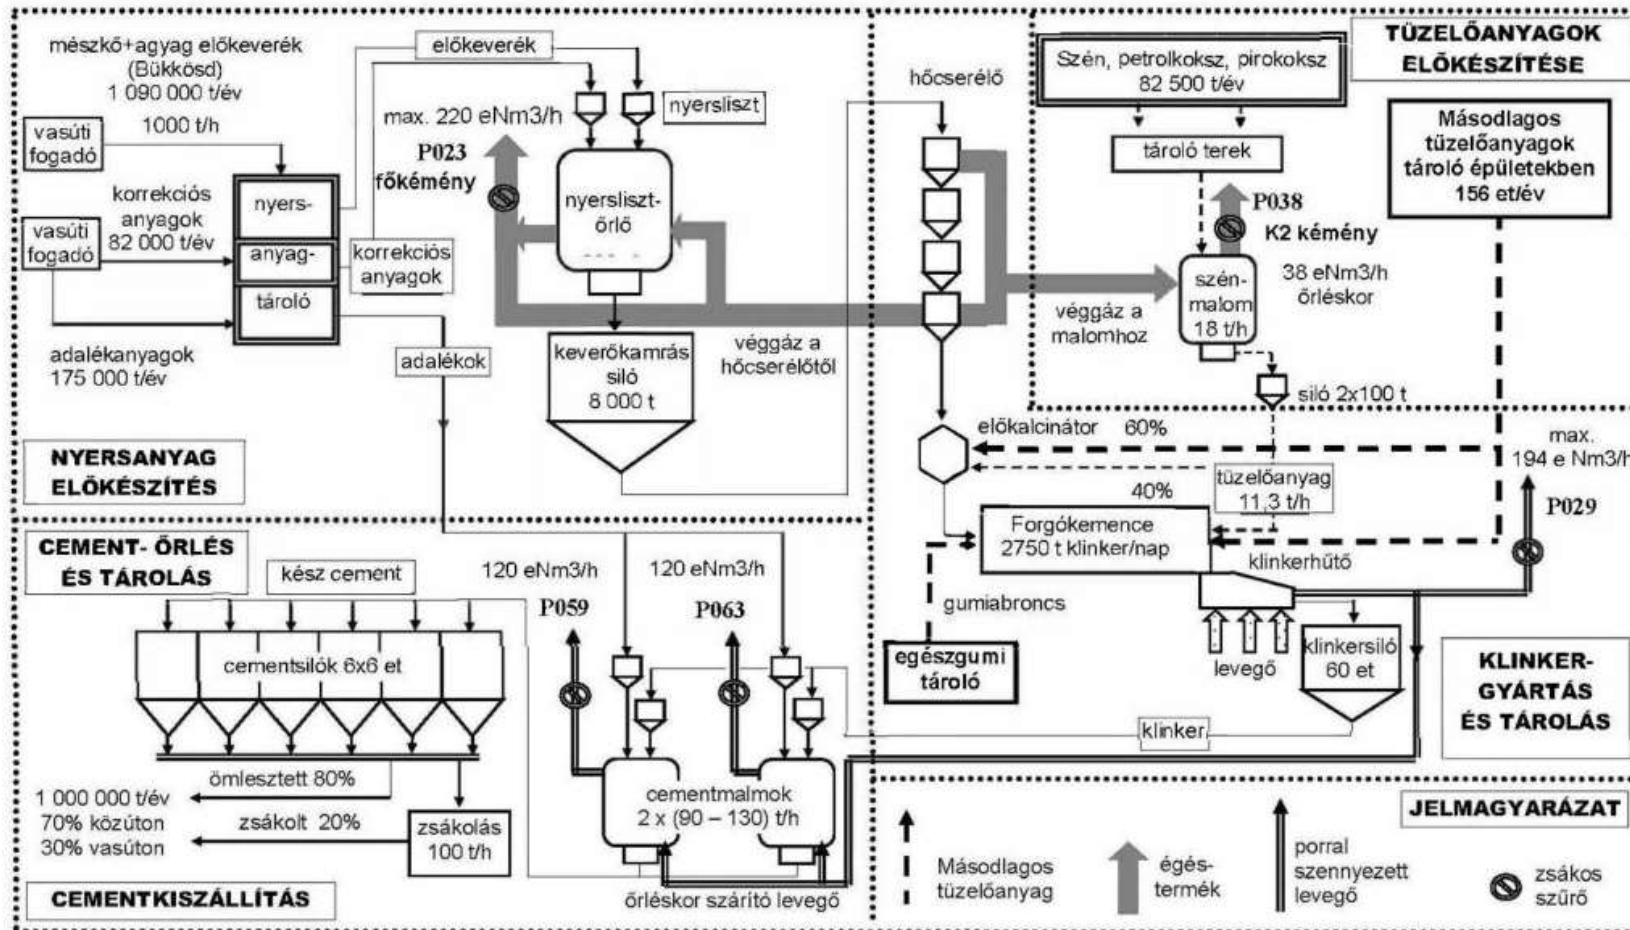 mészkő+agyag előkeverék
(Bükkösd)
1 090 000 t/év
1000 t/h
vasúti
fogadó
korrekciós
anyagok
82 000 t/év
vasúti
fogadó
adalékanyagok
175 000 t/év
nyers-
anyag-
tároló
előkeverék
korrekciós
anyagok
adalékok
nyersliszt
max. 220 eNm3/h
P023
főkémény
nyersliszt-
őrlő
keverőkamrás
siló
8 000 t
véggáz a
hőcserélőtől
NYERSANYAG
ELŐKÉSZÍTÉS
hőcserélő
TÜZELŐANYAGOK
ELŐKÉSZÍTÉSE
Szén, petrolkoksz, pirokoksz
82 500 t/év
tároló terek
Másodlagos
tüzelőanyagok
tároló épületekben
156 et/év
P038
K2 kémény
38 eNm3/h
őrléskor
szén-
malom
18 t/h
véggáz a
malomhoz
siló 2x100 t
előkalcinátor 60%
tüzelőanyag
11,3 t/h
40%
Forgókemence
2750 t klinker/nap
klinkerhűtő
max.
194 e Nm3/h
P029
gumiabroncs
egészgumi
tároló
levegő
klinkersiló
60 et
klinker
KLINKER-
GYÁRTÁS
ÉS TÁROLÁS
CEMENT- ŐRLÉS
ÉS TÁROLÁS
kész cement
cementsilók 6x6 et
120 eNm3/h
P059
120 eNm3/h
P063
cementmalmok
2 x (90 – 130) t/h
őrléskor szárító levegő
ömlesztett 80%
1 000 000 t/év
70% közúton
30% vasúton
zsákolt 20%
zsákolás
100 t/h
CEMENTKISZÁLLÍTÁS
JELMAGYARÁZAT
Másodlagos
tüzelőanyag
égés-
termék
porral
szennyezett
levegő
zsákos
szűrő